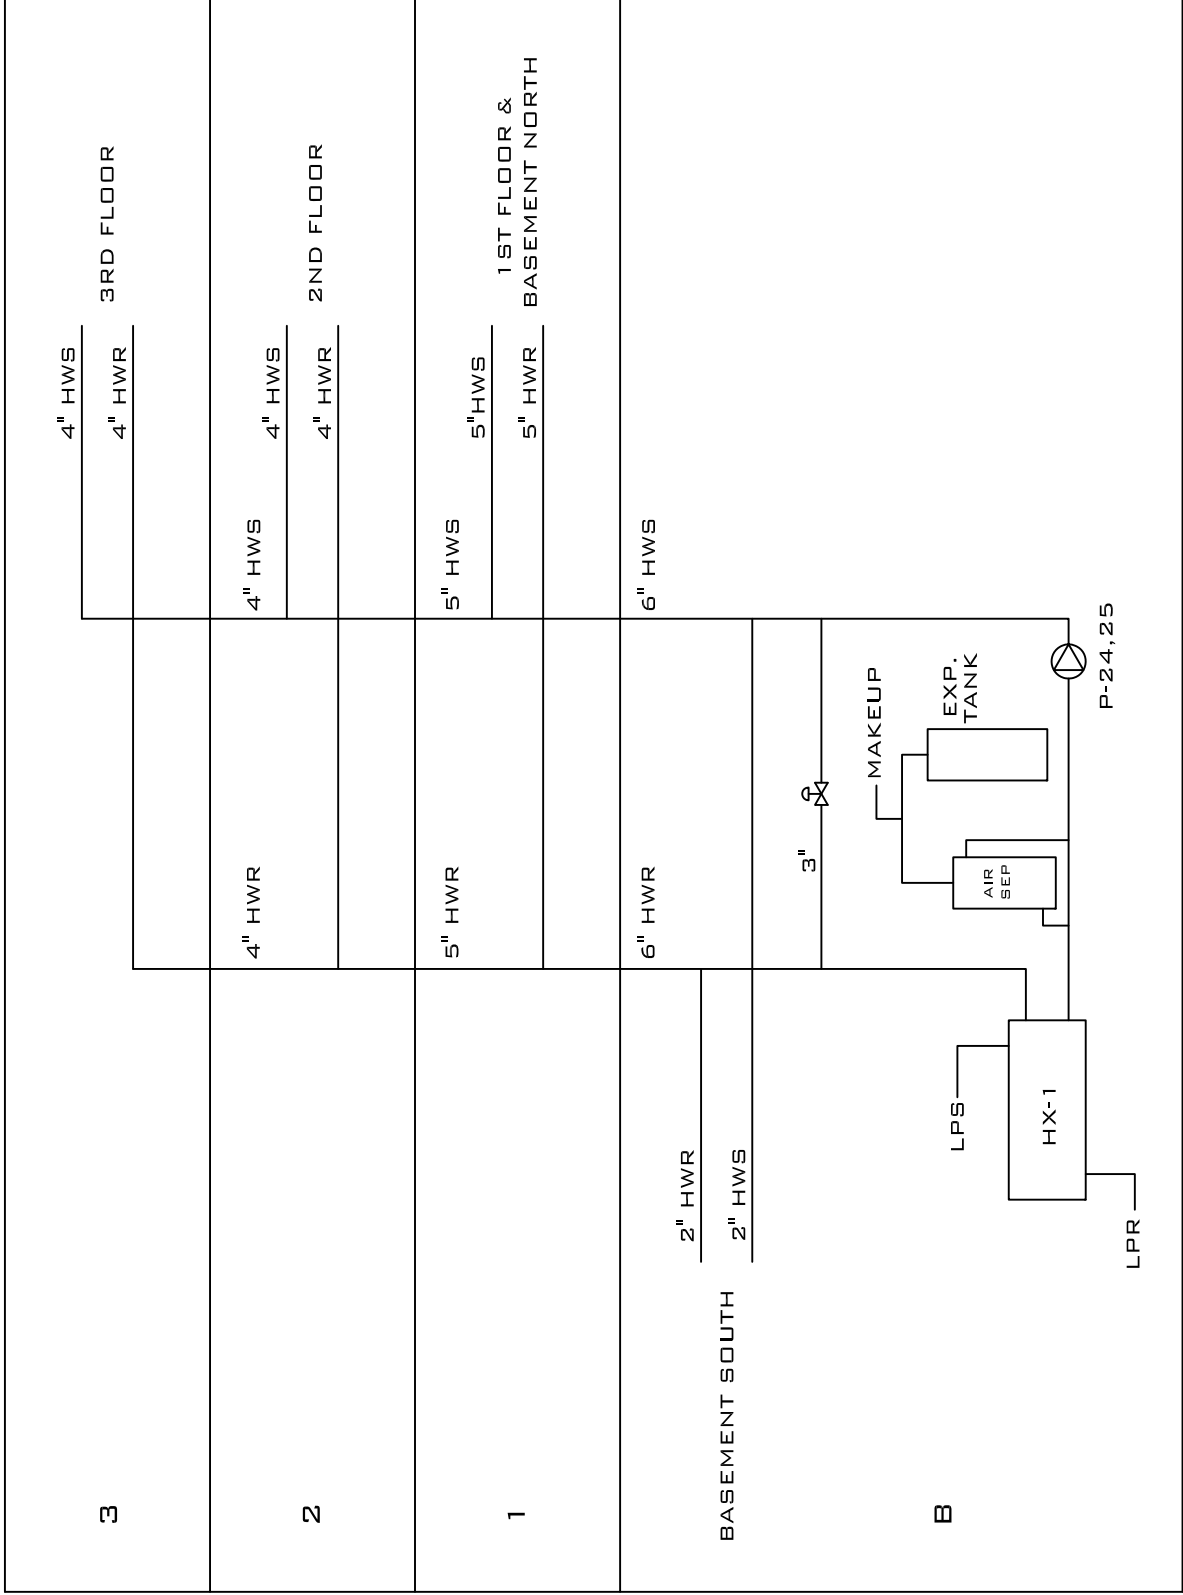 3
4" HWS
4" HWR
3RD FLOOR
2
4" HWR
4" HWS
4" HWS
4" HWR
2ND FLOOR
1
5" HWR
5" HWS
5"HWS
5" HWR
1ST FLOOR &
BASEMENT NORTH
6" HWR
6" HWS
2" HWR
2" HWS
BASEMENT SOUTH
3"
MAKEUP
B
LPS
AIR
SEP
EXP.
TANK
HX-1
P-24,25
LPR